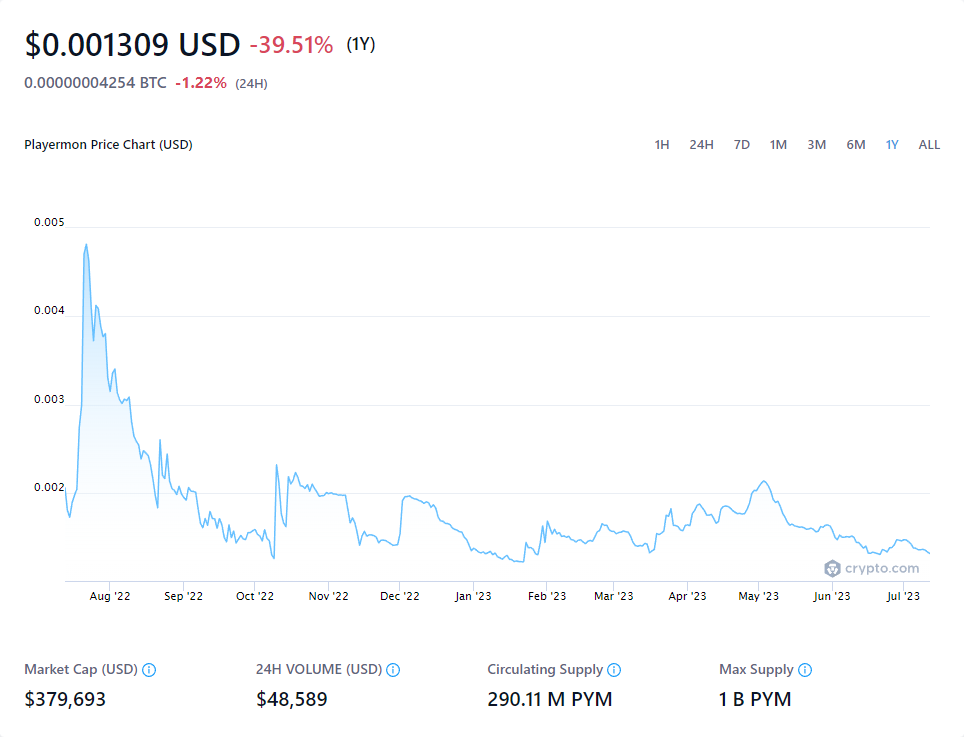 $0.001309 USD -39.51% (1Y)
0.00000004254 BTC -1.22% (24H)
Playermon Price Chart (USD) 1H 24H 7D 1M 3M 6M 1Y ALL
0.005
0.004
0.003
0.002
crypto.com
Aug '22 Sep '22 Oct '22 Nov '22 Dec '22 Jan '23 Feb '23 Mar '23 Apr '23 May '23 Jun '23 Jul '23
Market Cap (USD) 24H VOLUME (USD) Circulating Supply Max Supply
$379,693 $48,589 290.11 M PYM 1 B PYM